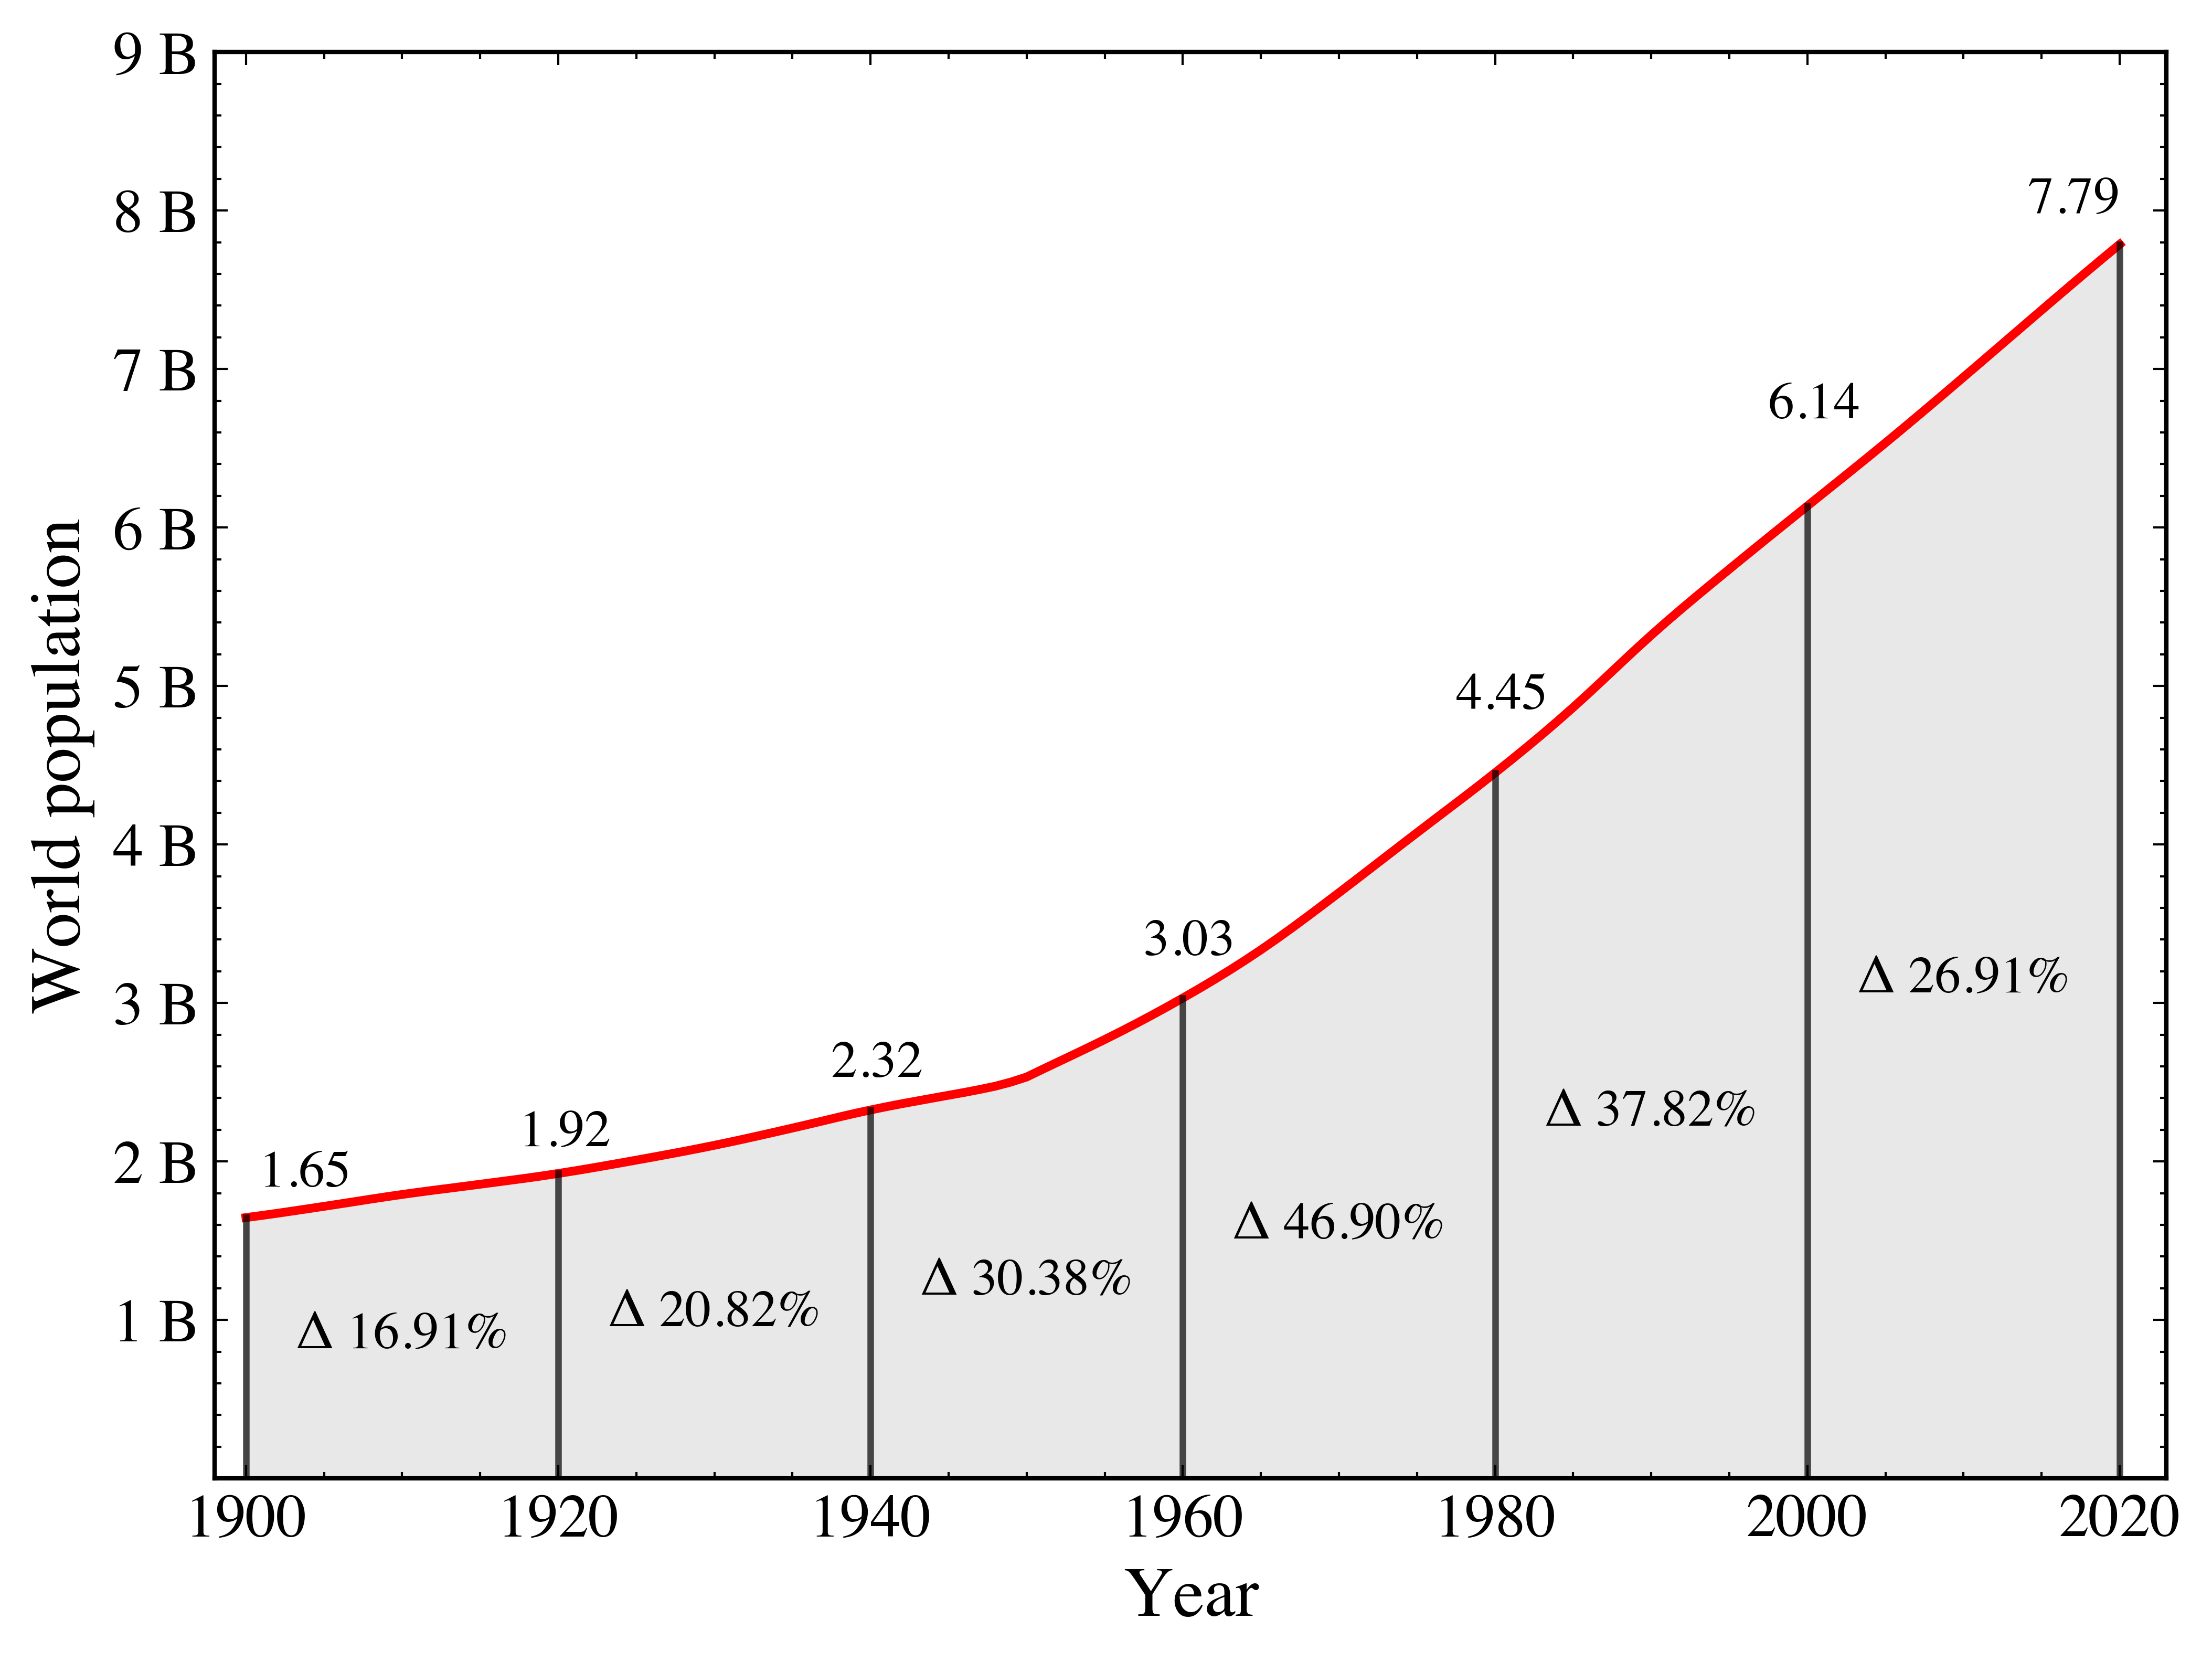 9 B
8 B
7 B
6 B
5 B
4 B
3 B
2 B
1 B
World population
1.65
1.92
2.32
3.03
4.45
6.14
7.79
Δ 16.91%
Δ 20.82%
Δ 30.38%
Δ 46.90%
Δ 37.82%
Δ 26.91%
1900 1920 1940 1960 1980 2000 2020
Year